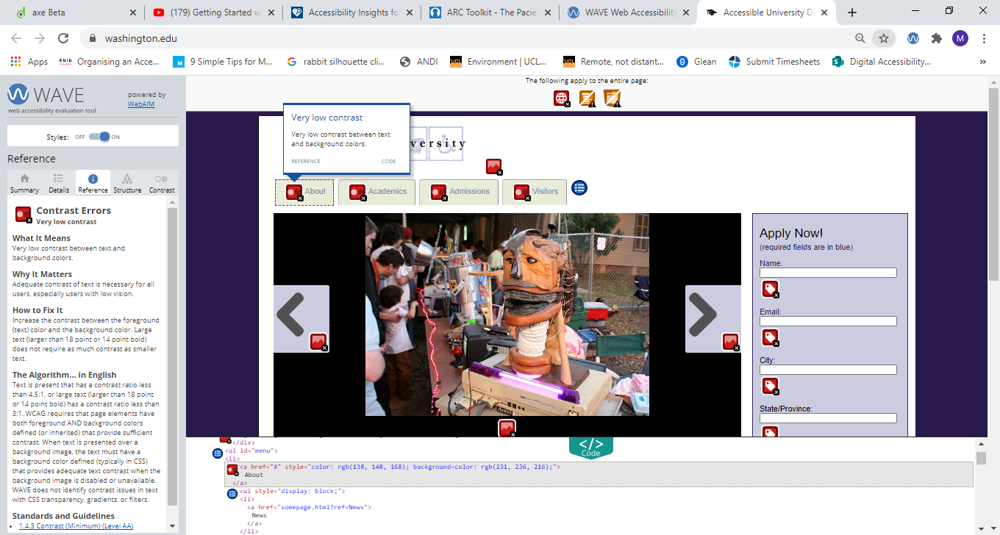 axe Beta
(179) Getting Started w
Accessibility Insights fo
ARC Toolkit - The Paciel
WAVE Web Accessibility
Accessible University De
washington.edu
M
Apps
RNIB Organising an Acce...
M 9 Simple Tips for M...
G rabbit silhouette cli...
ANDI
UCL Environment | UCL...
UCL Remote, not distant...
9 Glean
Submit Timesheets
S Digital Accessibility...
»
WAVE
web accessibility evaluation tool
powered by
WebAIM
Styles: OFF ON
Reference
Summary Details Reference Structure Contrast
Contrast Errors
Very low contrast
What It Means
Very low contrast between text and
background colors.
Why It Matters
Adequate contrast of text is necessary for all
users, especially users with low vision.
How to Fix It
Increase the contrast between the foreground
(text) color and the background color. Large
text (larger than 18 point or 14 point bold)
does not require as much contrast as smaller
text.
The Algorithm... in English
Text is present that has a contrast ratio less
than 4.5:1, or large text (larger than 18 point
or 14 point bold) has a contrast ratio less than
3:1. WCAG requires that page elements have
both foreground AND background colors
defined (or inherited) that provide sufficient
contrast. When text is presented over a
background image, the text must have a
background color defined (typically in CSS)
that provides adequate text contrast when the
background image is disabled or unavailable.
WAVE does not identify contrast issues in text
with CSS transparency, gradients, or filters.
Standards and Guidelines
1.4.3 Contrast (Minimum) (Level AA)
The following apply to the entire page:
Very low contrast
Very low contrast between text
and background colors.
REFERENCE CODE
versity
About
Academics
Admissions
Visitors
Apply Now!
(required fields are in blue)
Name:
Email:
City:
State/Province:
</>
Code
</div>
<ul id="menu">
<li>
<a href="#" style="color: rgb(138, 148, 168); background-color: rgb(231, 236, 216);">
About
</a>
<ul style="display: block;">
<li>
<a href="somepage.html?ref=News">
News
</a>
</li>